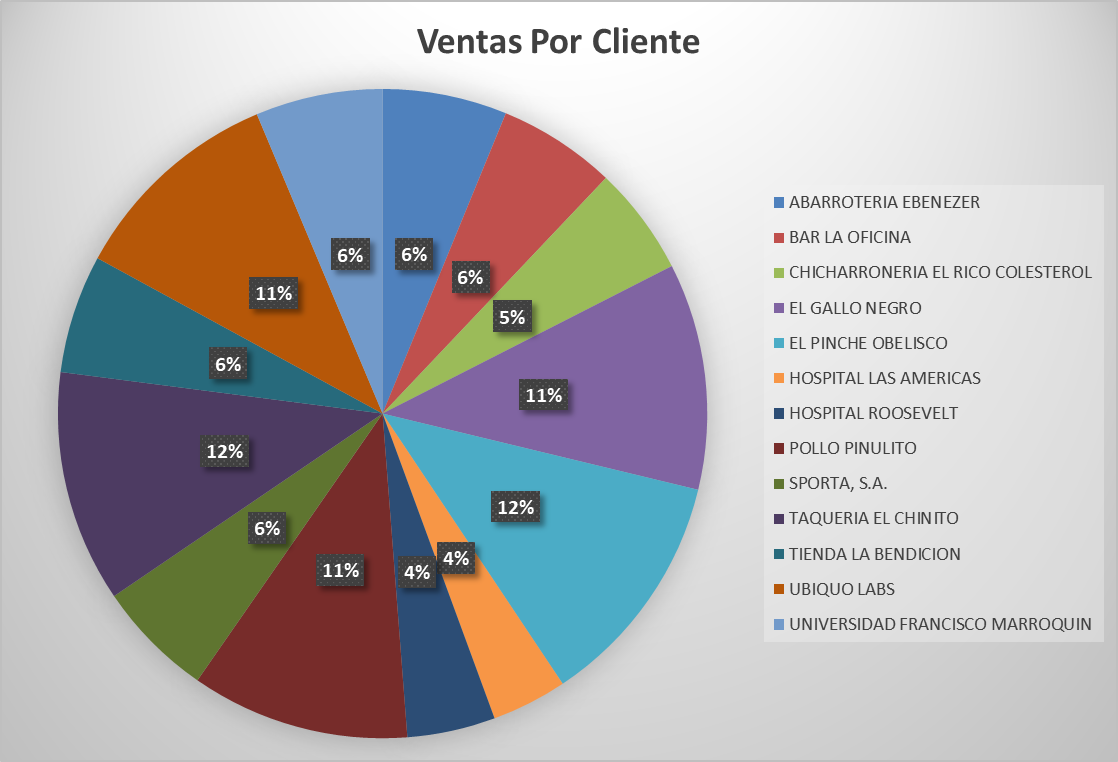 Ventas Por Cliente
6%
6%
5%
11%
12%
4%
4%
11%
6%
12%
6%
11%
6%
ABARROTERIA EBENEZER
BAR LA OFICINA
CHICHARRONERIA EL RICO COLESTEROL
EL GALLO NEGRO
EL PINCHE OBELISCO
HOSPITAL LAS AMERICAS
HOSPITAL ROOSEVELT
POLLO PINULITO
SPORTA, S.A.
TAQUERIA EL CHINITO
TIENDA LA BENDICION
UBIQUO LABS
UNIVERSIDAD FRANCISCO MARROQUIN